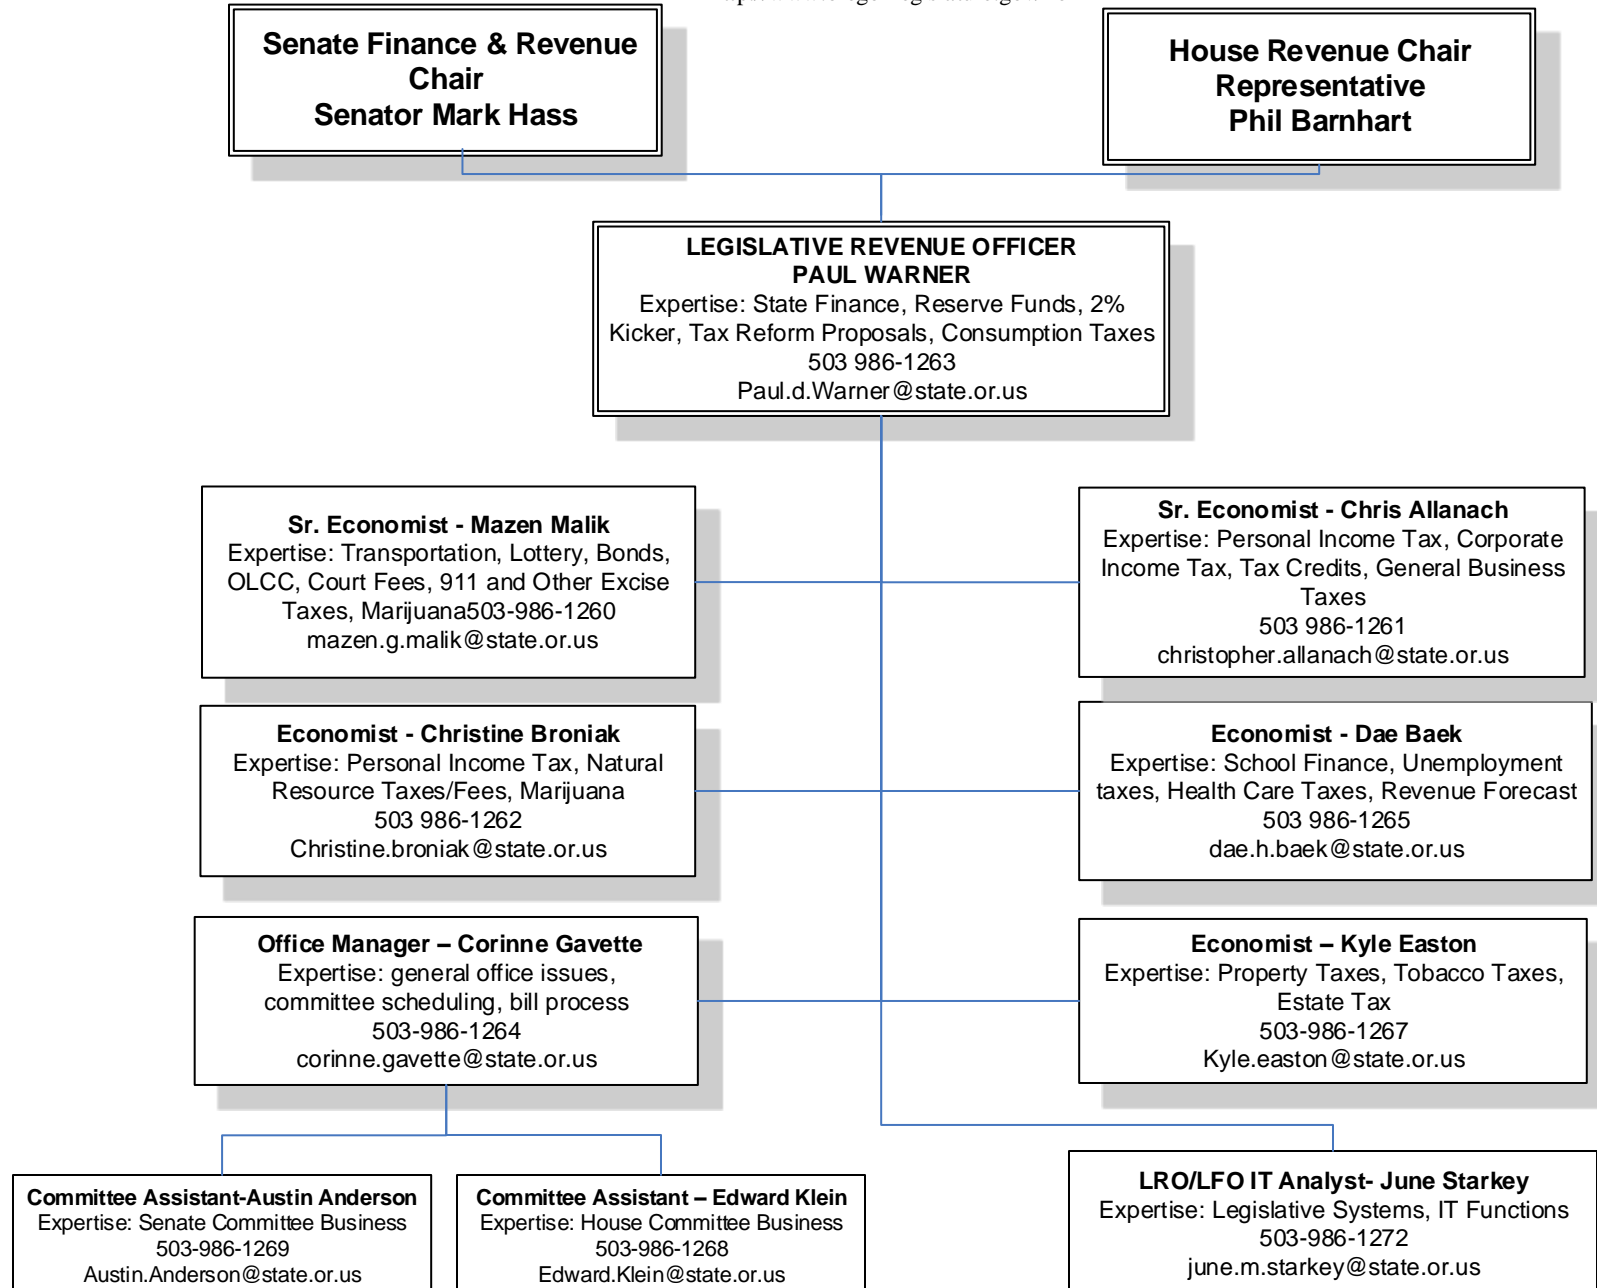 Senate Finance & Revenue
Chair
Senator Mark Hass
House Revenue Chair
Representative
Phil Barnhart
LEGISLATIVE REVENUE OFFICER
PAUL WARNER
Expertise: State Finance, Reserve Funds, 2%
Kicker, Tax Reform Proposals, Consumption Taxes
503 986-1263
Paul.d.Warner@state.or.us
Sr. Economist - Mazen Malik
Expertise: Transportation, Lottery, Bonds,
OLCC, Court Fees, 911 and Other Excise
Taxes, Marijuana503-986-1260
mazen.g.malik@state.or.us
Sr. Economist - Chris Allanach
Expertise: Personal Income Tax, Corporate
Income Tax, Tax Credits, General Business
Taxes
503 986-1261
christopher.allanach@state.or.us
Economist - Christine Broniak
Expertise: Personal Income Tax, Natural
Resource Taxes/Fees, Marijuana
503 986-1262
Christine.broniak@state.or.us
Economist - Dae Baek
Expertise: School Finance, Unemployment
taxes, Health Care Taxes, Revenue Forecast
503 986-1265
dae.h.baek@state.or.us
Office Manager – Corinne Gavette
Expertise: general office issues,
committee scheduling, bill process
503-986-1264
corinne.gavette@state.or.us
Economist – Kyle Easton
Expertise: Property Taxes, Tobacco Taxes,
Estate Tax
503-986-1267
Kyle.easton@state.or.us
Committee Assistant-Austin Anderson
Expertise: Senate Committee Business
503-986-1269
Austin.Anderson@state.or.us
Committee Assistant – Edward Klein
Expertise: House Committee Business
503-986-1268
Edward.Klein@state.or.us
LRO/LFO IT Analyst- June Starkey
Expertise: Legislative Systems, IT Functions
503-986-1272
june.m.starkey@state.or.us